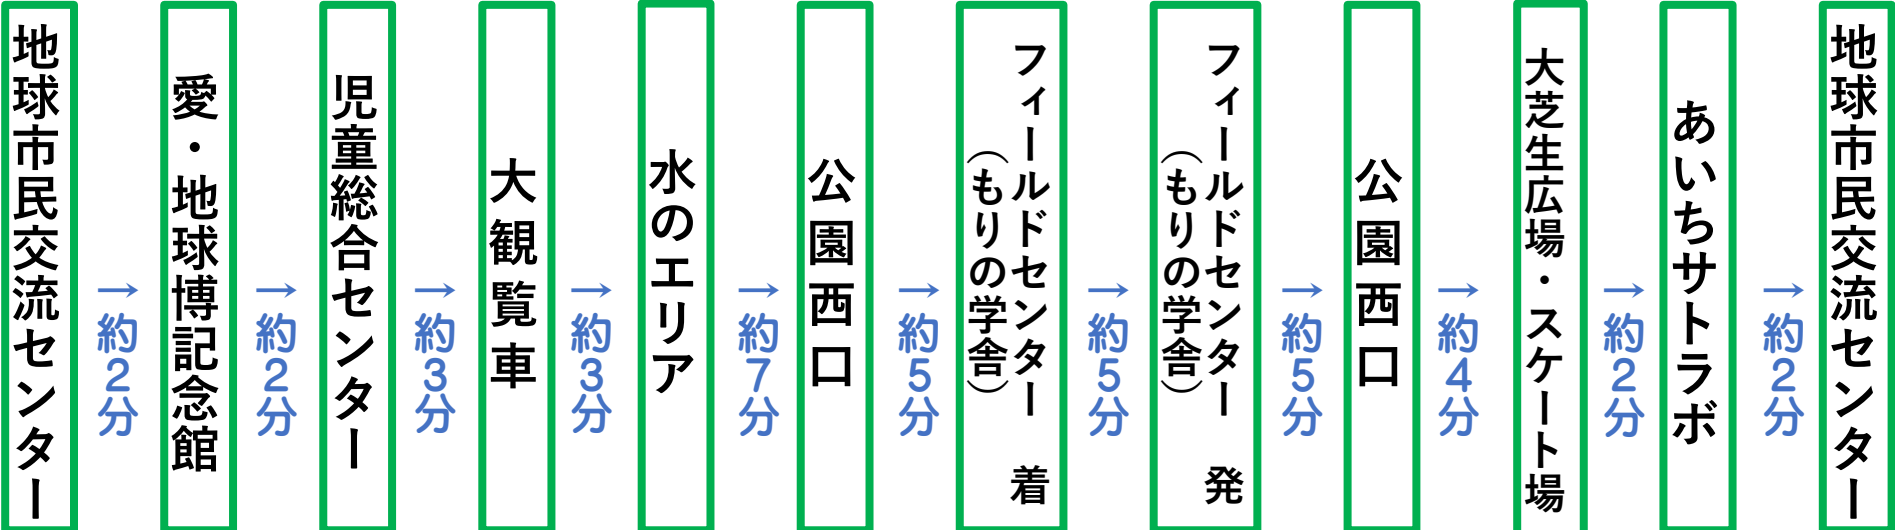 地球市民交流センター
→約2分
愛・地球博記念館
→約2分
児童総合センター
→約3分
大観覧車
→約3分
水のエリア
→約7分
公園西口
→約5分
フィールドセンター　着
（もりの学舎）
→約5分
フィールドセンター　発
（もりの学舎）
→約5分
公園西口
→約4分
大芝生広場・スケート場
→約2分
あいちサトラボ
→約2分
地球市民交流センター